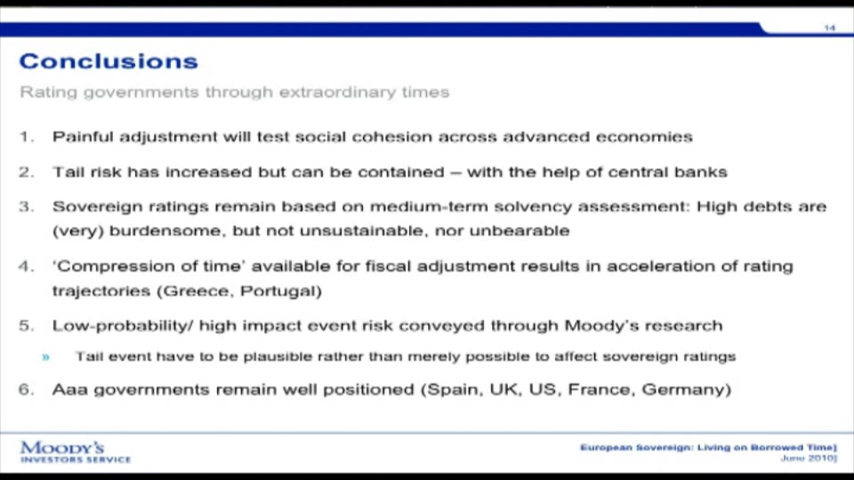 14
Conclusions
Rating governments through extraordinary times
1. Painful adjustment will test social cohesion across advanced economies
2. Tail risk has increased but can be contained – with the help of central banks
3. Sovereign ratings remain based on medium-term solvency assessment: High debts are
(very) burdensome, but not unsustainable, nor unbearable
4. ‘Compression of time’ available for fiscal adjustment results in acceleration of rating
trajectories (Greece, Portugal)
5. Low-probability/ high impact event risk conveyed through Moody’s research
» Tail event have to be plausible rather than merely possible to affect sovereign ratings
6. Aaa governments remain well positioned (Spain, UK, US, France, Germany)
MOODY’S
INVESTORS SERVICE
European Sovereign: Living on Borrowed Time]
June 2010]